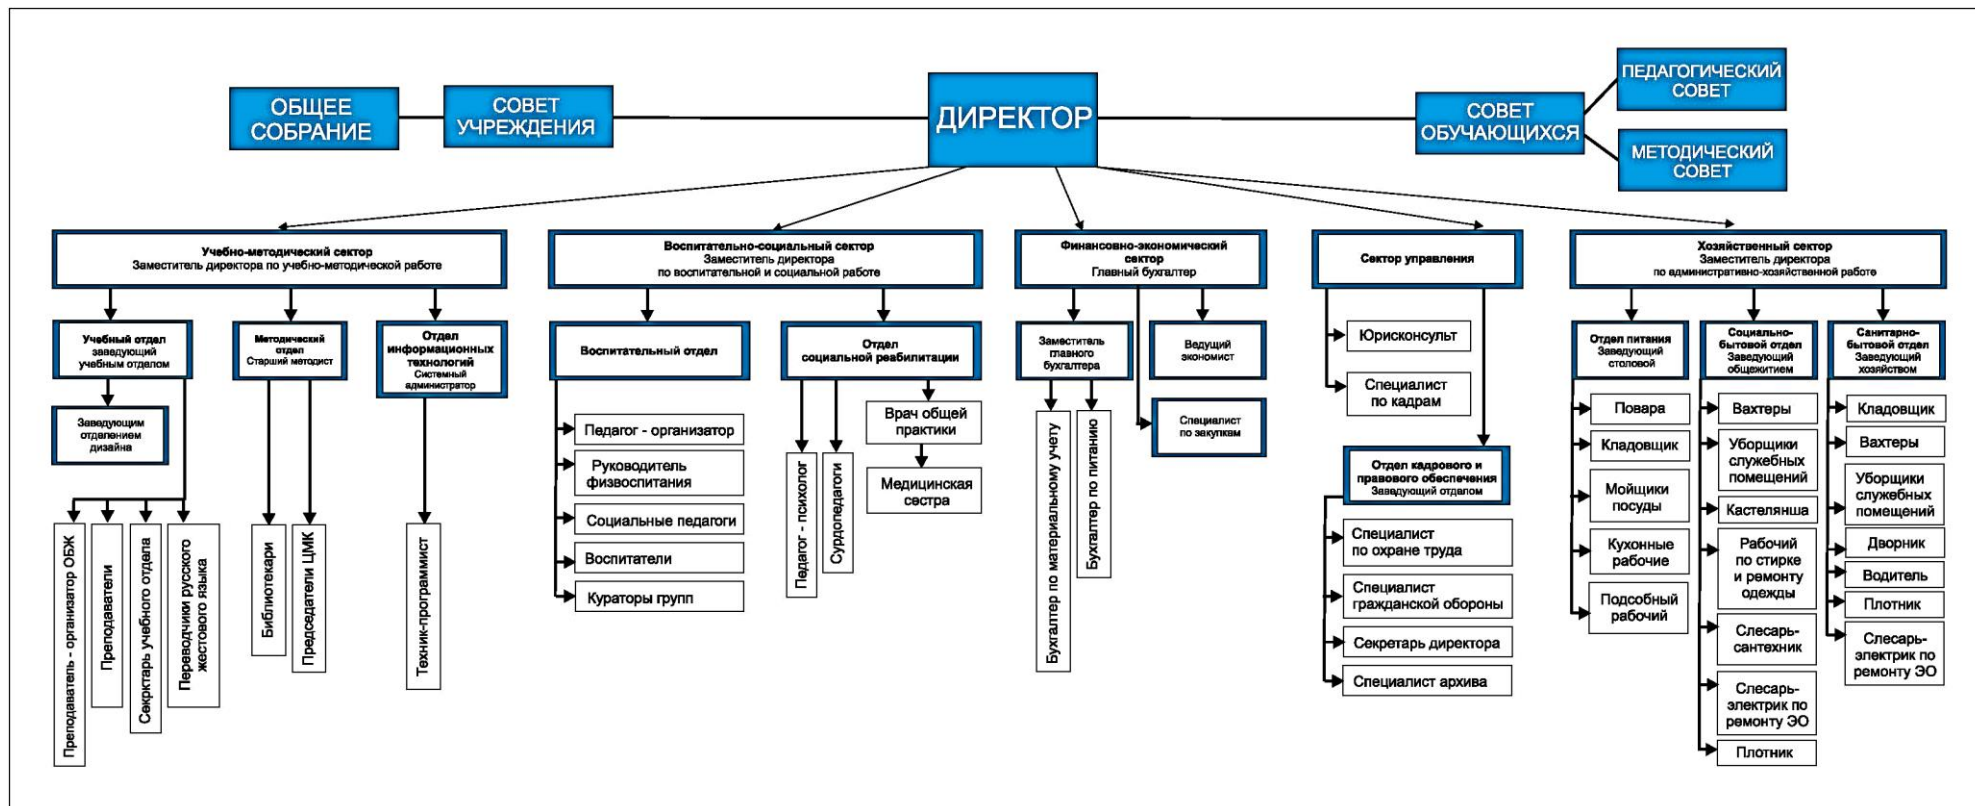 ОБЩЕЕ
СОБРАНИЕ
СОВЕТ
УЧРЕЖДЕНИЯ
ДИРЕКТОР
СОВЕТ
ОБУЧАЮЩИХСЯ
ПЕДАГОГИЧЕСКИЙ
СОВЕТ
МЕТОДИЧЕСКИЙ
СОВЕТ
Учебно-методический сектор
Заместитель директора по учебно-методической работе
Учебный отдел
заведующий
учебным отделом
Заведующим
отделением
дизайна
Преподаватель - организатор ОБЖ
Преподаватели
Секрктарь учебного отдела
Переводчики русского
жестового языка
Методический
отдел
Старший методист
Библиотекари
Председатели ЦМК
Отдел
информационных
технологий
Системный
администратор
Техник-программист
Воспитательно-социальный сектор
Заместитель директора
по воспитательной и социальной работе
Воспитательный отдел
Педагог - организатор
Руководитель
физвоспитания
Социальные педагоги
Воспитатели
Кураторы групп
Отдел
социальной реабилитации
Педагог - психолог
Сурдопедагоги
Врач общей
практики
Медицинская
сестра
Финансовно-экономический
сектор
Главный бухгалтер
Заместитель
главного
бухгалтера
Бухгалтер по материальному учету
Бухгалтер по питанию
Ведущий
экономист
Специалист
по закупкам
Сектор управления
Юрисконсульт
Специалист
по кадрам
Отдел кадрового и
правового обеспечения
Заведующий отделом
Специалист
по охране труда
Специалист
гражданской обороны
Секретарь директора
Специалист архива
Хозяйственный сектор
Заместитель директора
по административно-хозяйственной работе
Отдел питания
Заведующий
столовой
Повара
Кладовщик
Мойщики
посуды
Кухонные
рабочие
Подсобный
рабочий
Социально-
бытовой отдел
Заведующий
общежитием
Вахтеры
Уборщики
служебных
помещений
Кастелянша
Рабочий
по стирке
и ремонту
одежды
Слесарь-
сантехник
Слесарь-
электрик по
ремонту ЭО
Плотник
Санитарно-
бытовой отдел
Заведующий
хозяйством
Кладовщик
Вахтеры
Уборщики
служебных
помещений
Дворник
Водитель
Плотник
Слесарь-
электрик по
ремонту ЭО